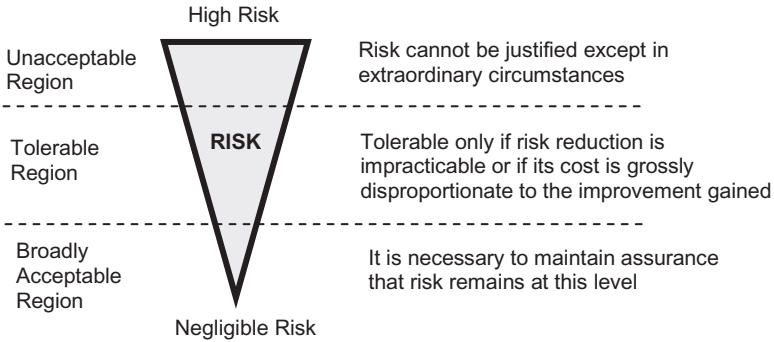 High Risk
Unacceptable
Region
Risk cannot be justified except in
extraordinary circumstances
RISK
Tolerable
Region
Tolerable only if risk reduction is
impracticable or if its cost is grossly
disproportionate to the improvement gained
Broadly
Acceptable
Region
It is necessary to maintain assurance
that risk remains at this level
Negligible Risk